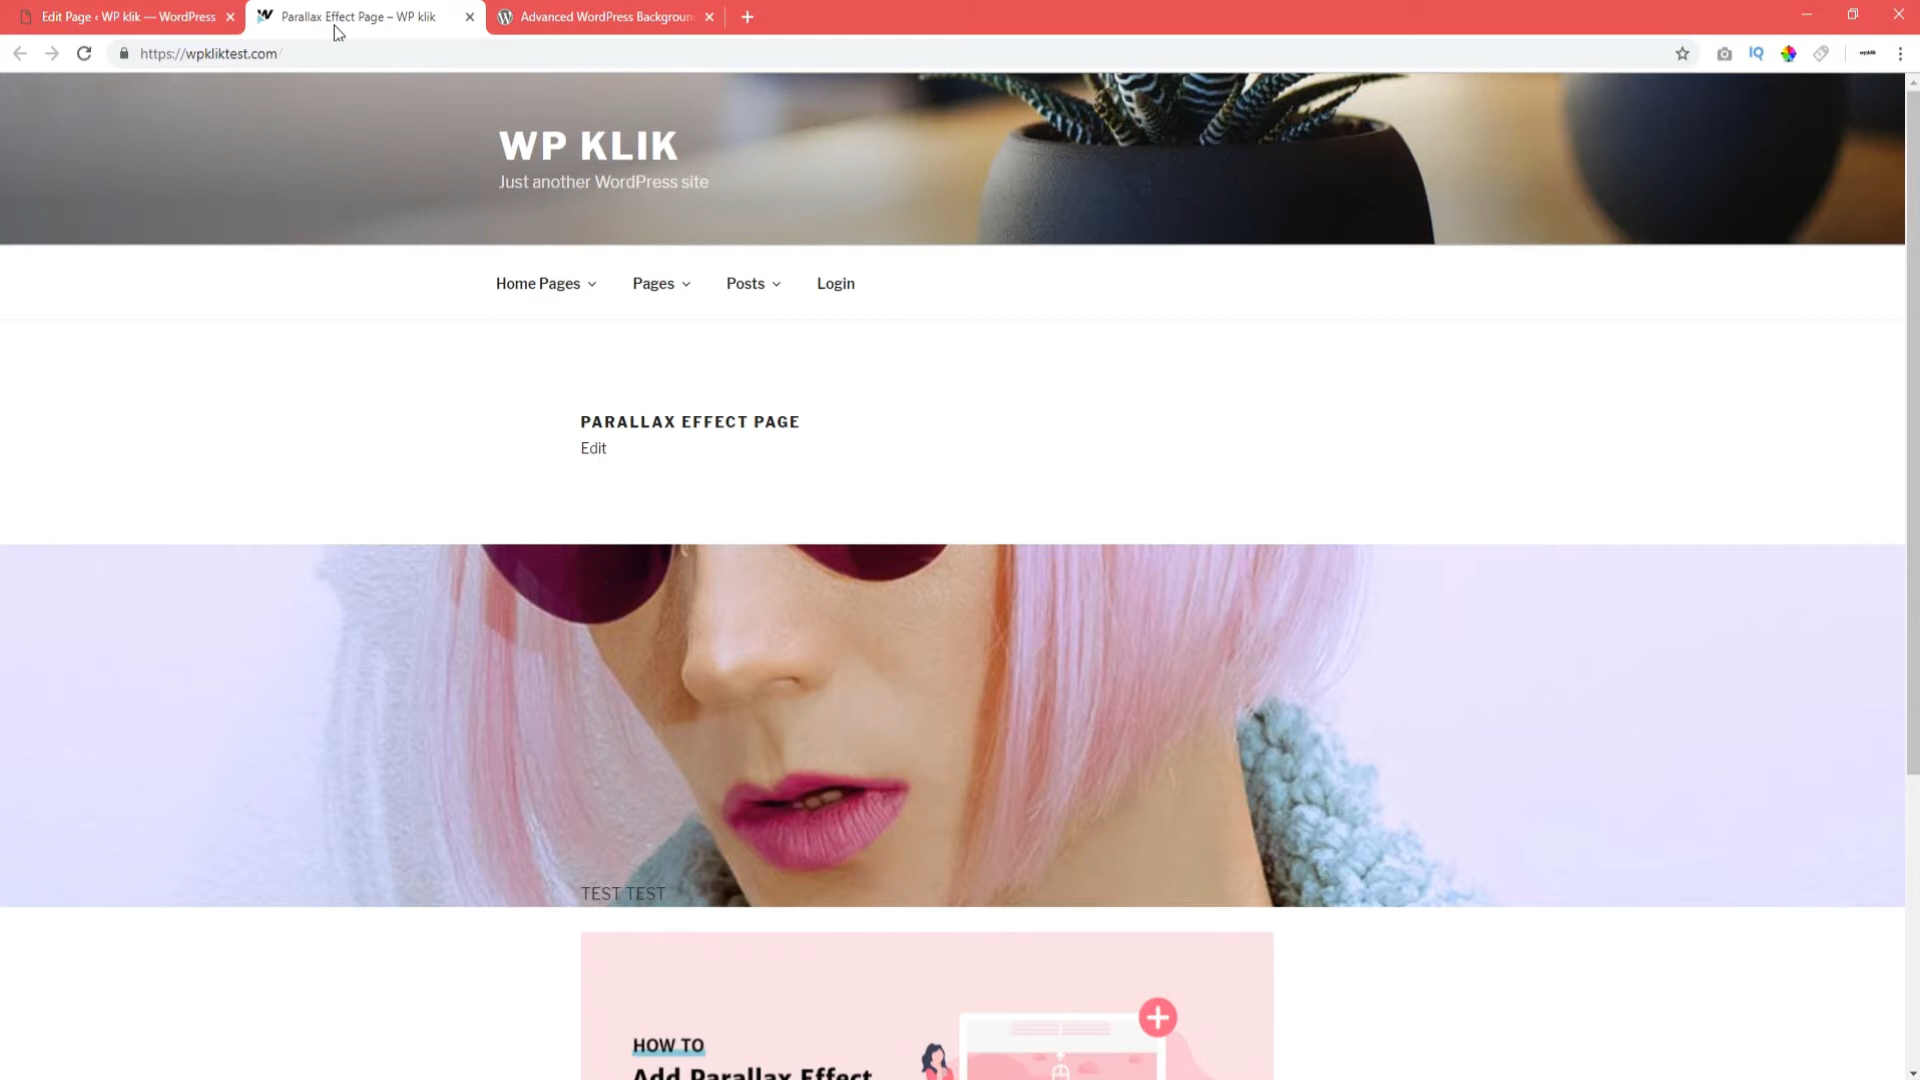 Edit Page ‹ WP klik — WordPress
Parallax Effect Page – WP klik
Advanced WordPress Backgroun
https://wpkliktest.com
IQ
WP KLIK
Just another WordPress site
Home Pages
Pages
Posts
Login
PARALLAX EFFECT PAGE
Edit
TEST TEST
HOW TO
Add Parallax Effect